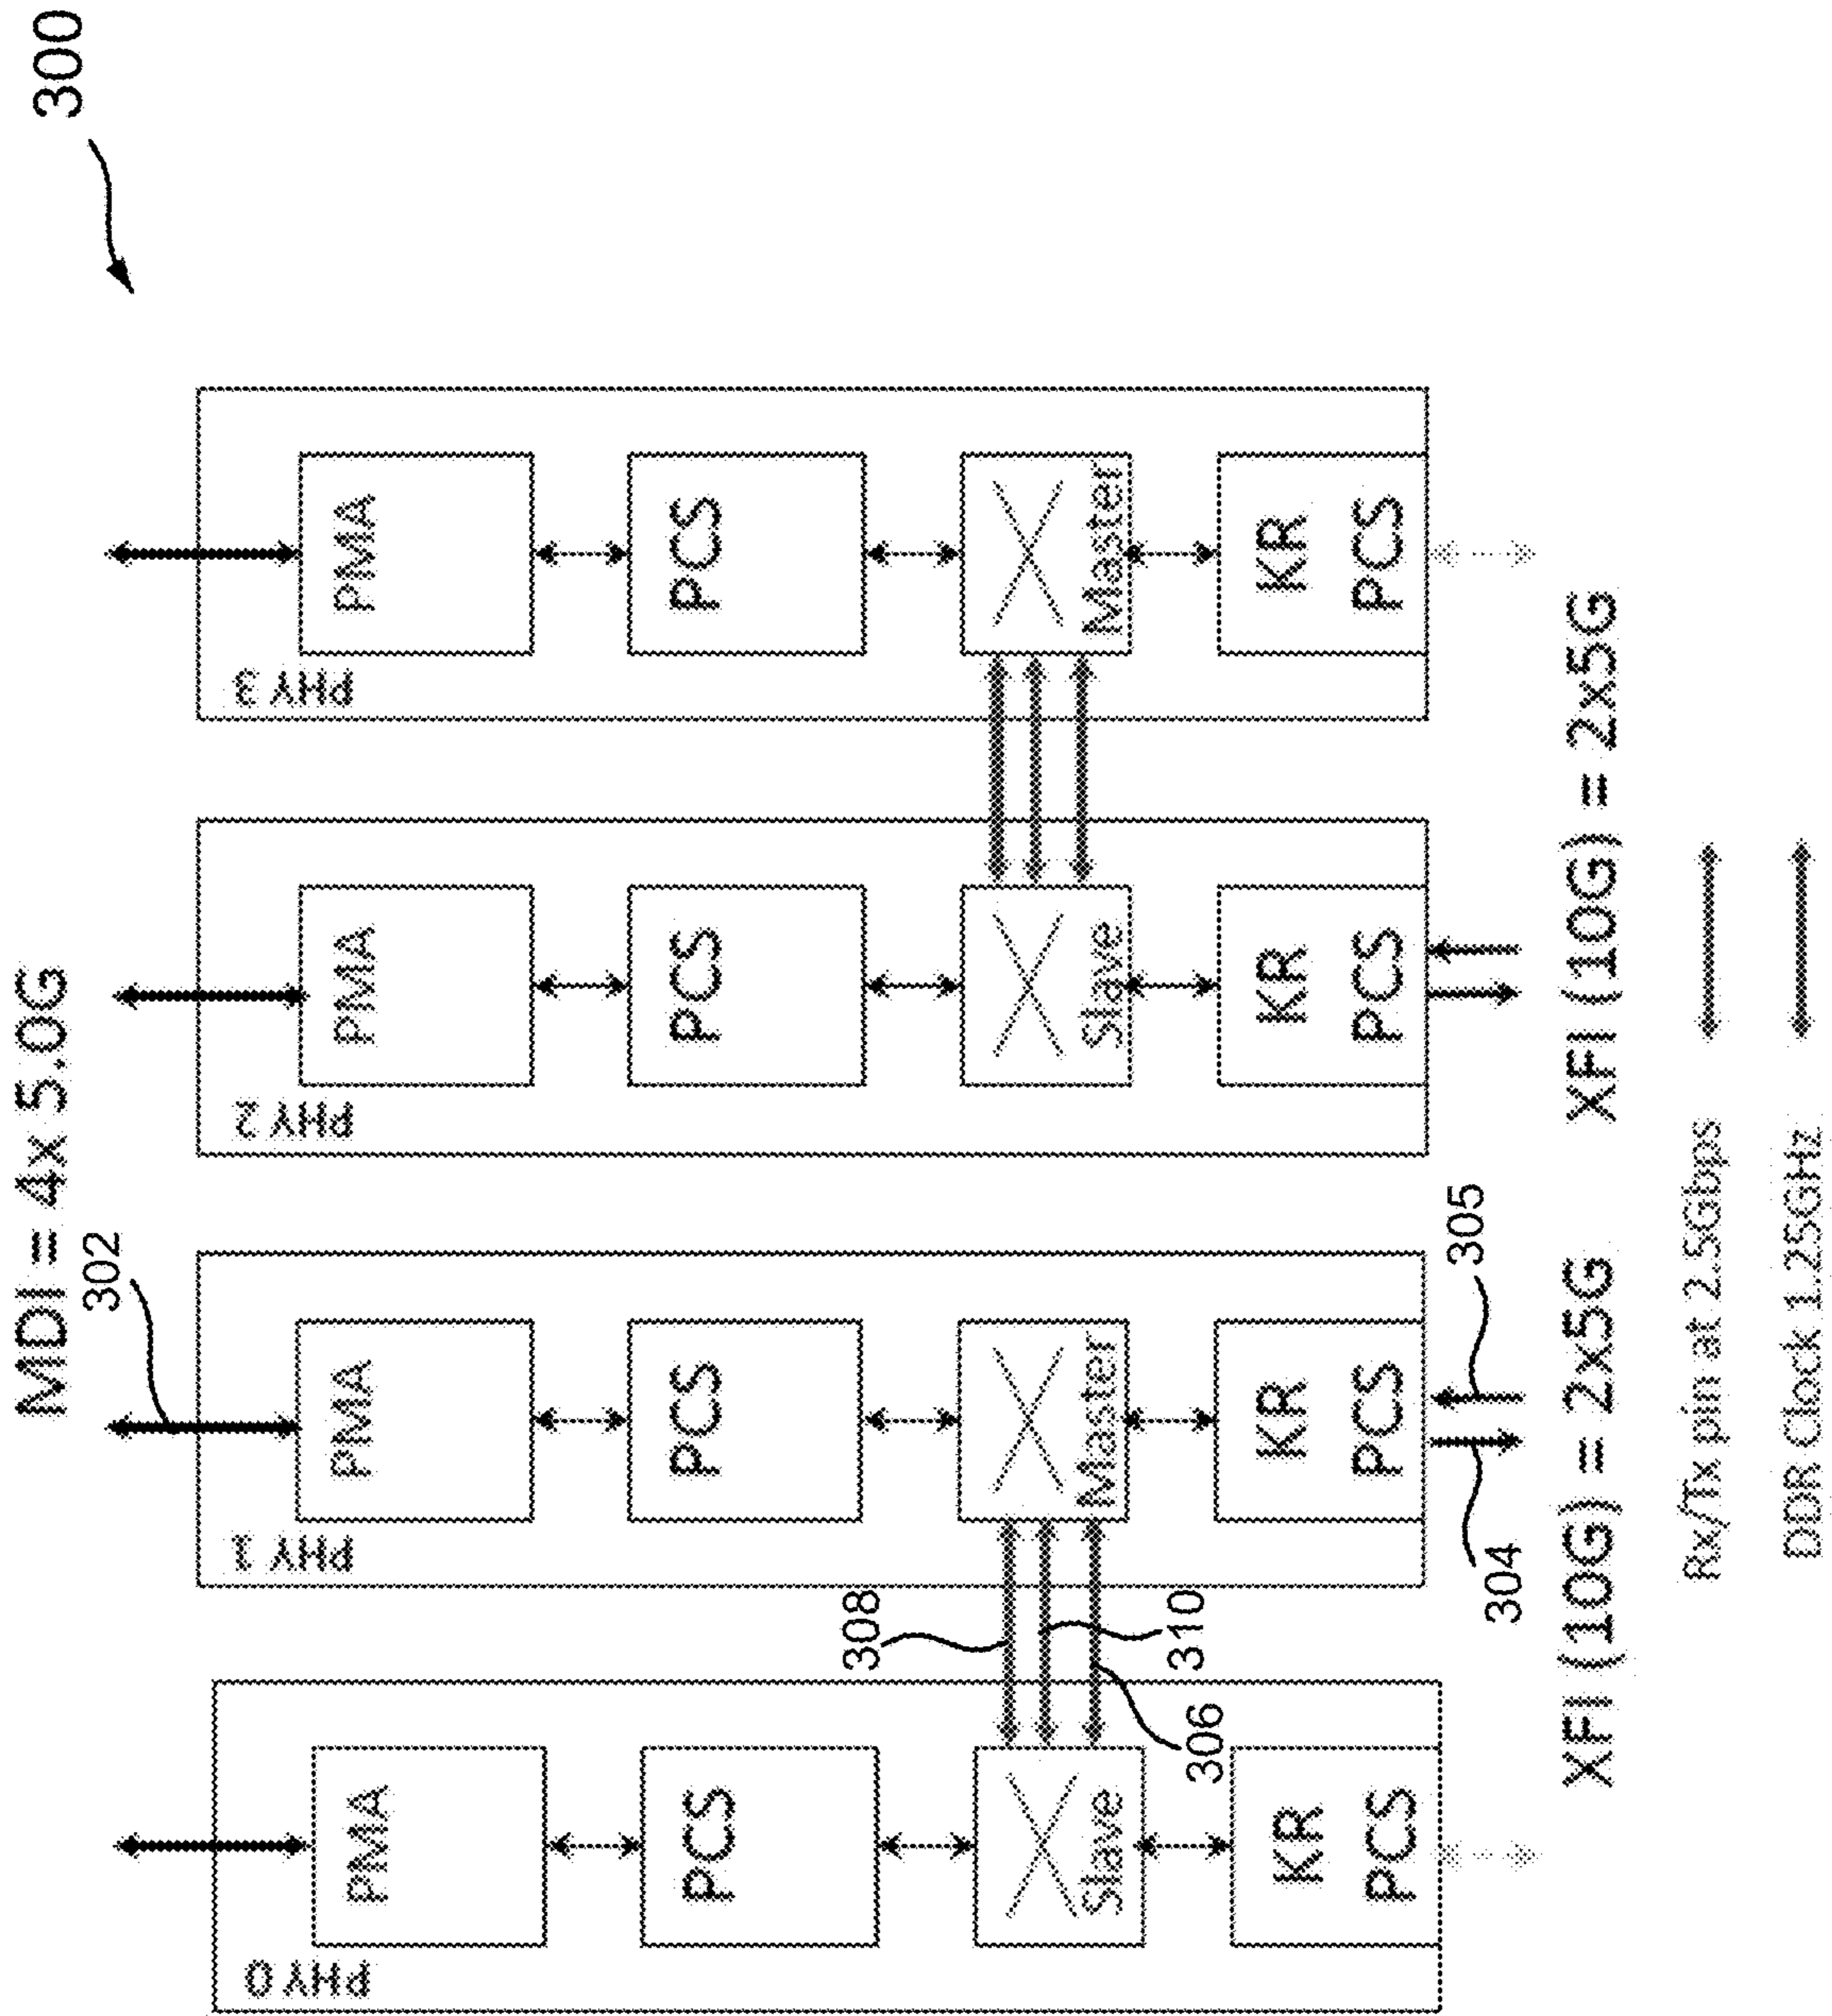 300
MDI = 4x 5.0G
302
PHY 0
PHY 1
PHY 2
PHY 3
PMA
PMA
PMA
PMA
PCS
PCS
PCS
PCS
308
310
306
Slave
Master
Slave
Master
KR PCS
KR PCS
KR PCS
KR PCS
304
305
XFI (10G) = 2x5G
XFI (10G) = 2x5G
Rx/Tx pin at 2.5Gbps
DDR Clock 1.25GHz